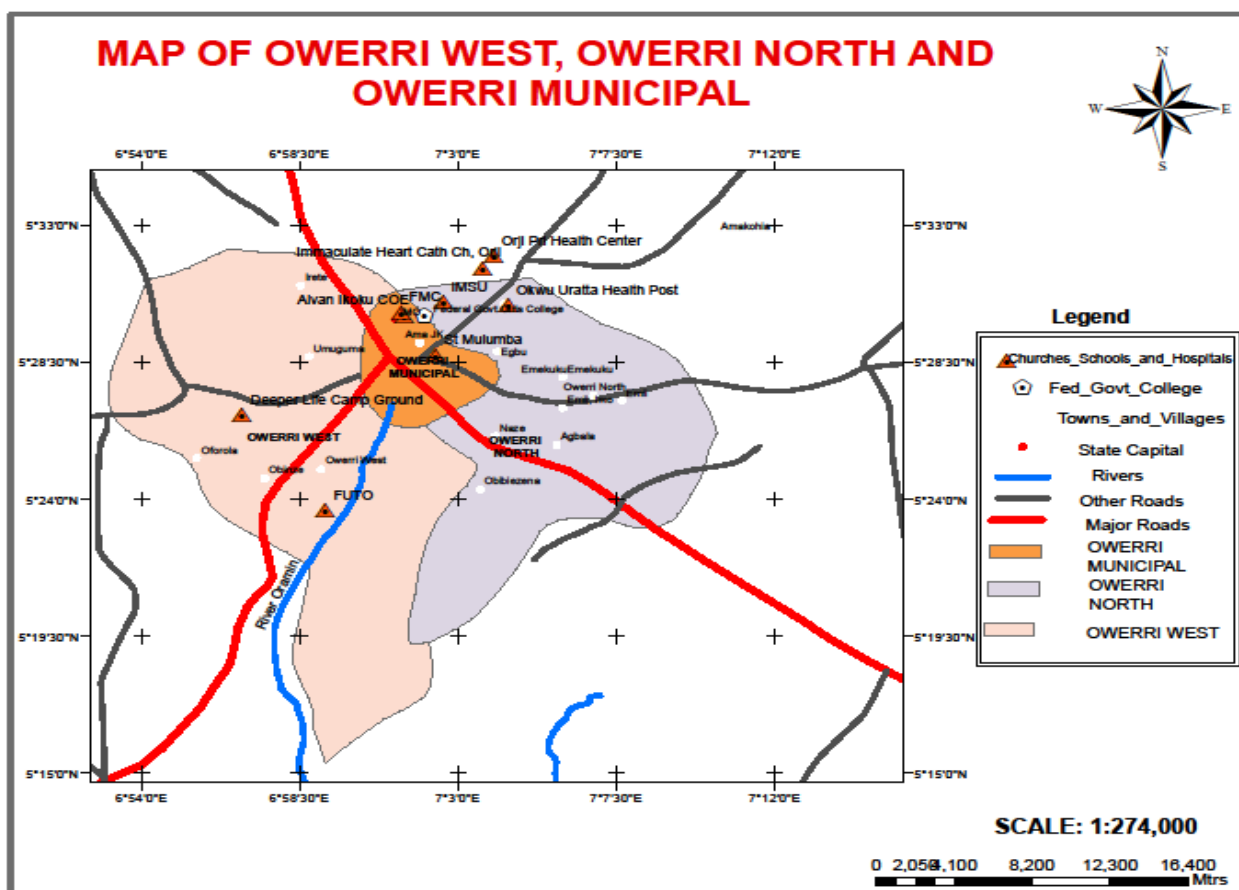 MAP OF OWERRI WEST, OWERRI NORTH AND
OWERRI MUNICIPAL
N
W E
S
6°54'0"E 6°58'30"E 7°3'0"E 7°7'30"E 7°12'0"E
5°33'0"N 5°33'0"N
Amakohia
Orji Pri Health Center
Immaculate Heart Cath Ch, Orji
Irete
IMSU
Okwu Uratta Health Post
Alvan Ikoku COE
FMC
Federal Govt College
Ama JK
St Mulumba
Umuguma
Egbu
5°28'30"N 5°28'30"N
OWERRI
MUNICIPAL
EmekukuEmekuku
Owerri North
Deeper Life Camp Ground
OWERRI WEST
Naze
OWERRI
NORTH
Agbala
Oforola
Obinze
Owerri West
Obibiezena
5°24'0"N 5°24'0"N
FUTO
River Oramin
5°19'30"N 5°19'30"N
5°15'0"N 5°15'0"N
6°54'0"E 6°58'30"E 7°3'0"E 7°7'30"E 7°12'0"E
Legend
Churches_Schools_and_Hospitals
Fed_Govt_College
Towns_and_Villages
State Capital
Rivers
Other Roads
Major Roads
OWERRI
MUNICIPAL
OWERRI
NORTH
OWERRI WEST
SCALE: 1:274,000
0 2,050 4,100 8,200 12,300 16,400
Mtrs